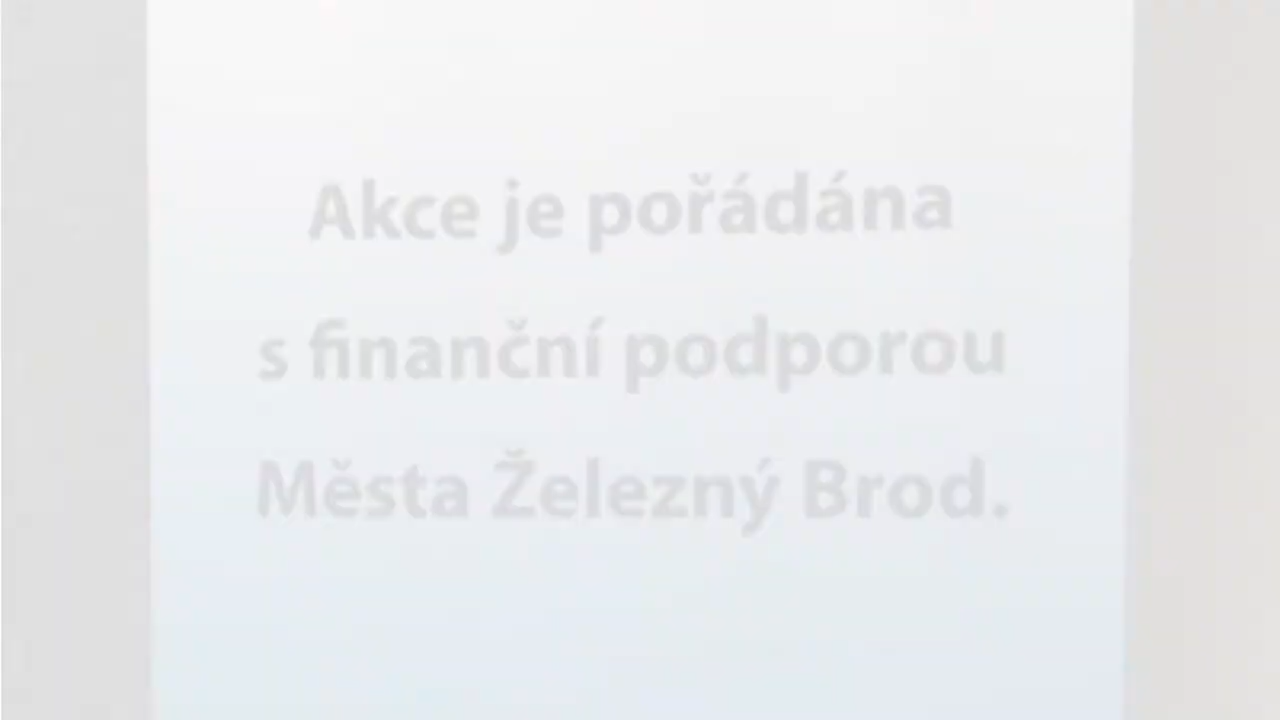 Akce je pořádána
s finanční podporou
Města Železný Brod.